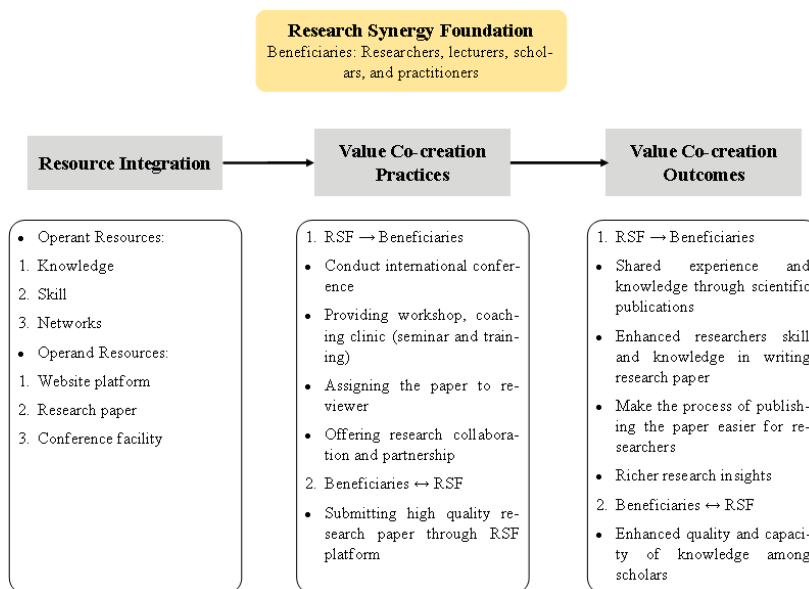 Research Synergy Foundation
Beneficiaries: Researchers, lecturers, schol-
ars, and practitioners
Resource Integration
Value Co-creation
Practices
Value Co-creation
Outcomes
• Operant Resources:
1. Knowledge
2. Skill
3. Networks
• Operand Resources:
1. Website platform
2. Research paper
3. Conference facility
1. RSF → Beneficiaries
• Conduct international confer-
ence
• Providing workshop, coach-
ing clinic (seminar and train-
ing)
• Assigning the paper to re-
viewer
• Offering research collabora-
tion and partnership
2. Beneficiaries ↔ RSF
• Submitting high quality re-
search paper through RSF
platform
1. RSF → Beneficiaries
• Shared experience and
knowledge through scientific
publications
• Enhanced researchers skill
and knowledge in writing
research paper
• Make the process of publish-
ing the paper easier for re-
searchers
• Richer research insights
2. Beneficiaries ↔ RSF
• Enhanced quality and capaci-
ty of knowledge among
scholars